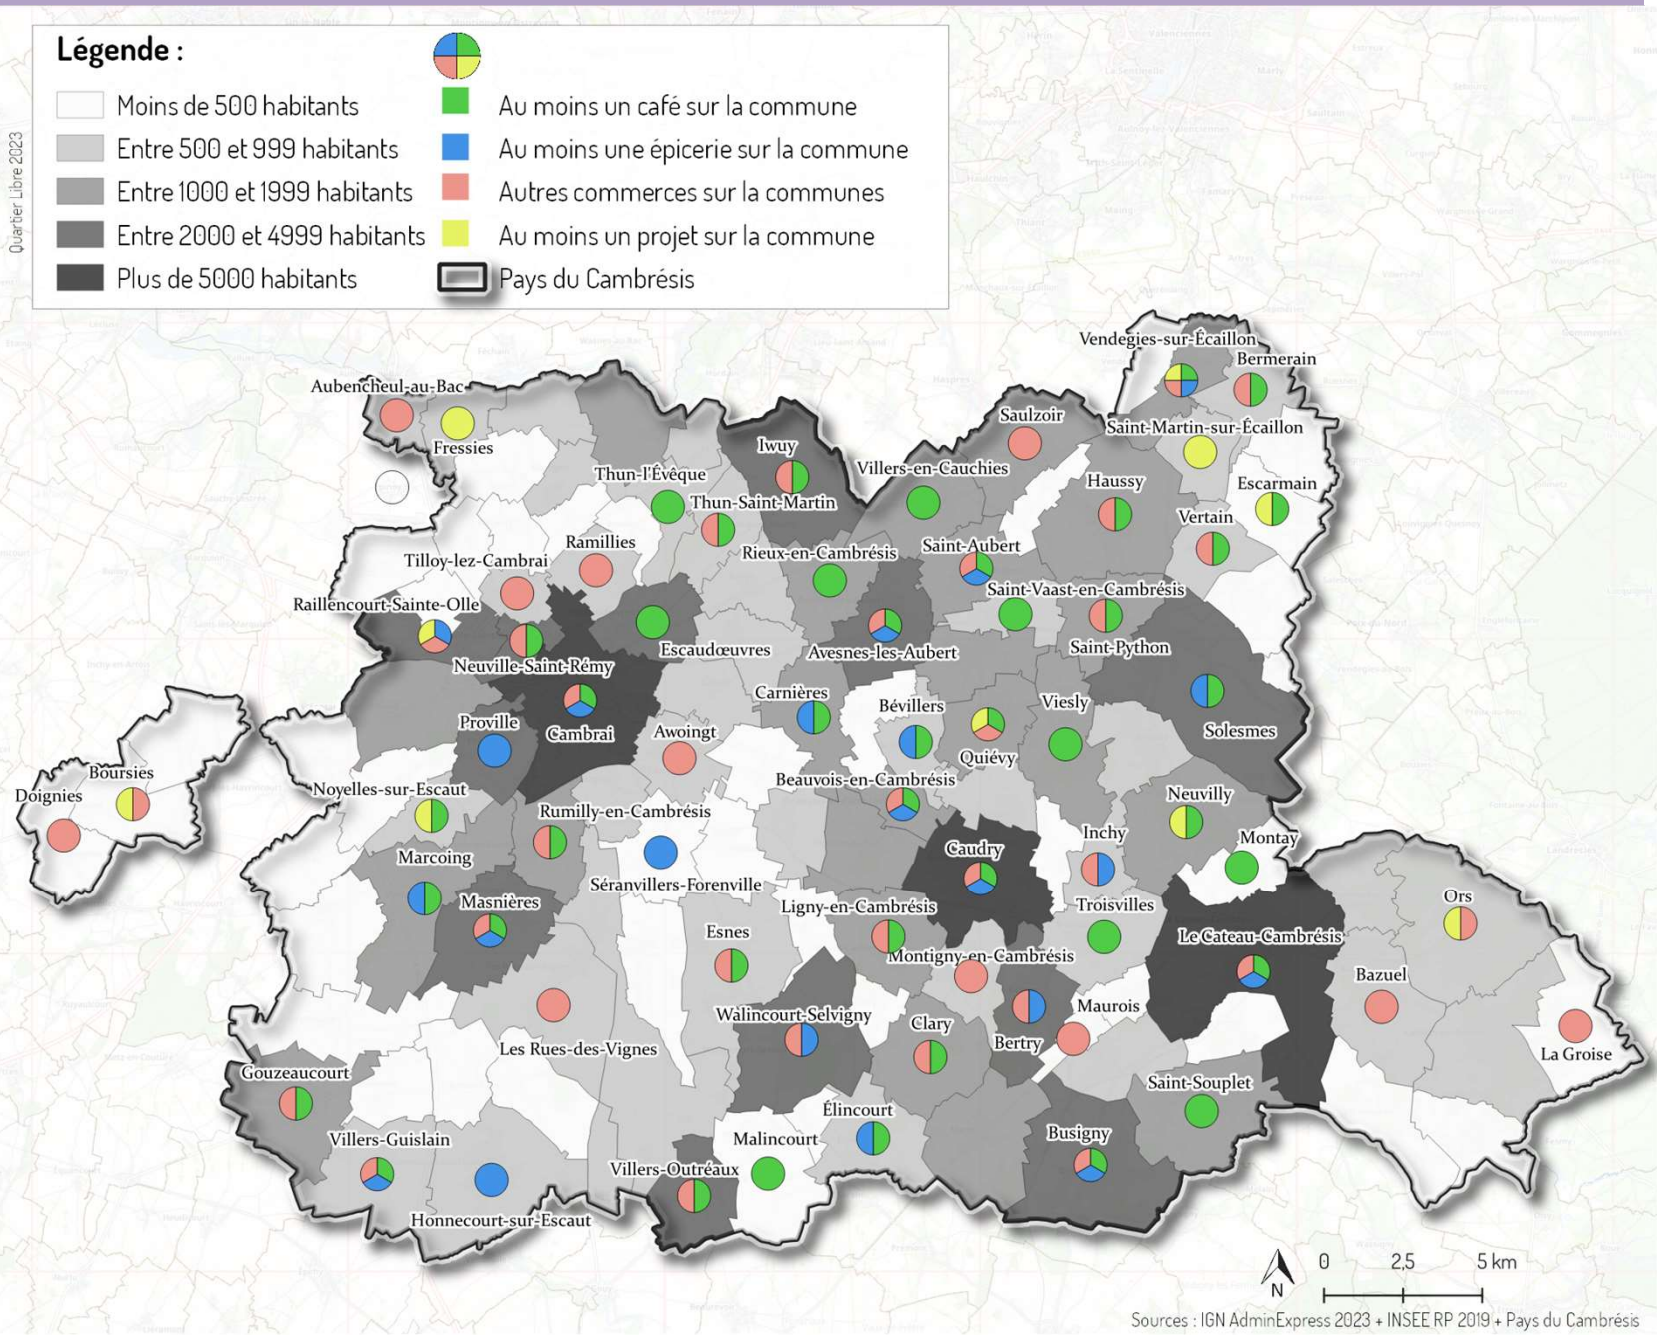 Légende :
Moins de 500 habitants
Entre 500 et 999 habitants
Entre 1000 et 1999 habitants
Entre 2000 et 4999 habitants
Plus de 5000 habitants
Au moins un café sur la commune
Au moins une épicerie sur la commune
Autres commerces sur la communes
Au moins un projet sur la commune
Pays du Cambrésis
Quartier Libre 2023
Vendegies-sur-Écaillon
Bermerain
Aubencheul-au-Bac
Fressies
Saulzoir
Saint-Martin-sur-Écaillon
Iwuy
Villers-en-Cauchies
Thun-l'Évêque
Haussy
Escarmain
Thun-Saint-Martin
Vertain
Ramillies
Rieux-en-Cambrésis
Saint-Aubert
Tilloy-lez-Cambrai
Saint-Vaast-en-Cambrésis
Raillencourt-Sainte-Olle
Saint-Python
Escaudœuvres
Avesnes-les-Aubert
Neuville-Saint-Rémy
Carnières
Bévillers
Viesly
Solesmes
Proville
Cambrai
Awoingt
Quiévy
Boursies
Doignies
Noyelles-sur-Escaut
Beauvois-en-Cambrésis
Neuvilly
Rumilly-en-Cambrésis
Inchy
Montay
Marcoing
Caudry
Séranvillers-Forenville
Masnières
Ligny-en-Cambrésis
Troisvilles
Ors
Esnes
Le Cateau-Cambrésis
Montigny-en-Cambrésis
Bazuel
Walincourt-Selvigny
Maurois
Clary
Bertry
Les Rues-des-Vignes
La Groise
Gouzeaucourt
Saint-Souplet
Élincourt
Villers-Guislain
Malincourt
Busigny
Villers-Outréaux
Honnecourt-sur-Escaut
0 2,5 5 km
N
Sources : IGN AdminExpress 2023 + INSEE RP 2019 + Pays du Cambrésis